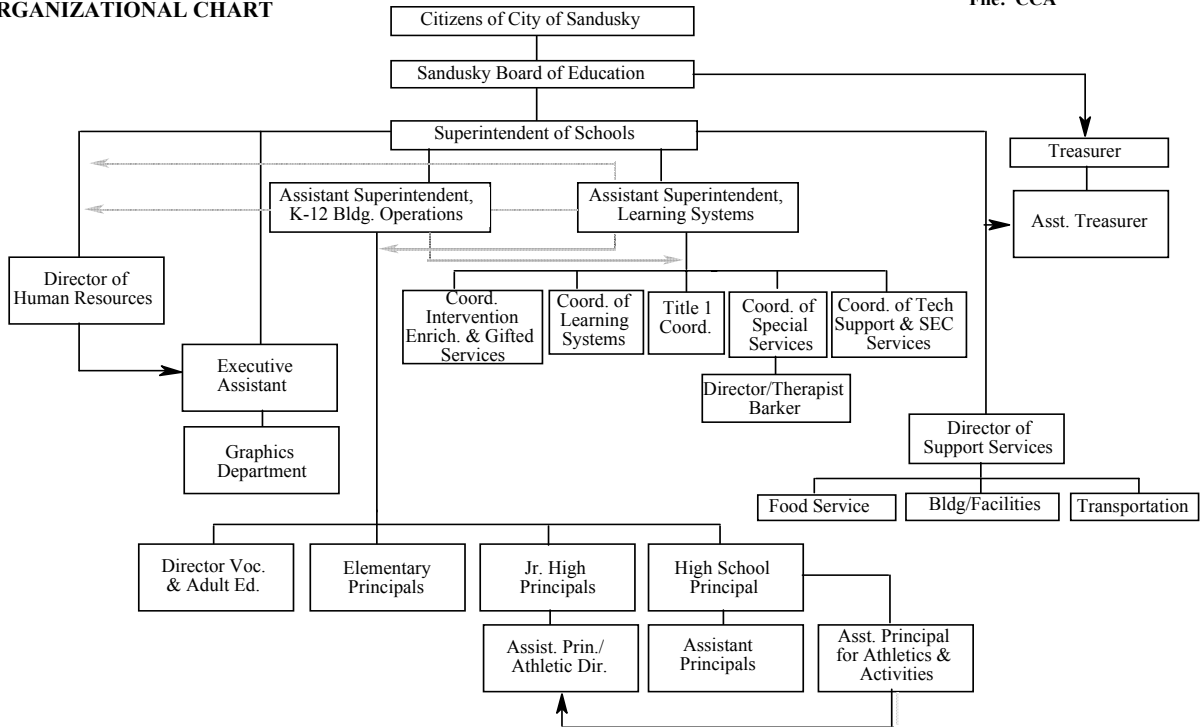 RGANIZATIONAL CHART
File: CCA
Citizens of City of Sandusky
Sandusky Board of Education
Superintendent of Schools
Treasurer
Asst. Treasurer
Assistant Superintendent,
K-12 Bldg. Operations
Assistant Superintendent,
Learning Systems
Director of
Human Resources
Coord.
Intervention
Enrich. & Gifted
Services
Coord. of
Learning
Systems
Title 1
Coord.
Coord. of
Special
Services
Coord. of Tech
Support & SEC
Services
Executive
Assistant
Director/Therapist
Barker
Graphics
Department
Director of
Support Services
Food Service
Bldg/Facilities
Transportation
Director Voc.
& Adult Ed.
Elementary
Principals
Jr. High
Principals
High School
Principal
Assist. Prin./
Athletic Dir.
Assistant
Principals
Asst. Principal
for Athletics &
Activities